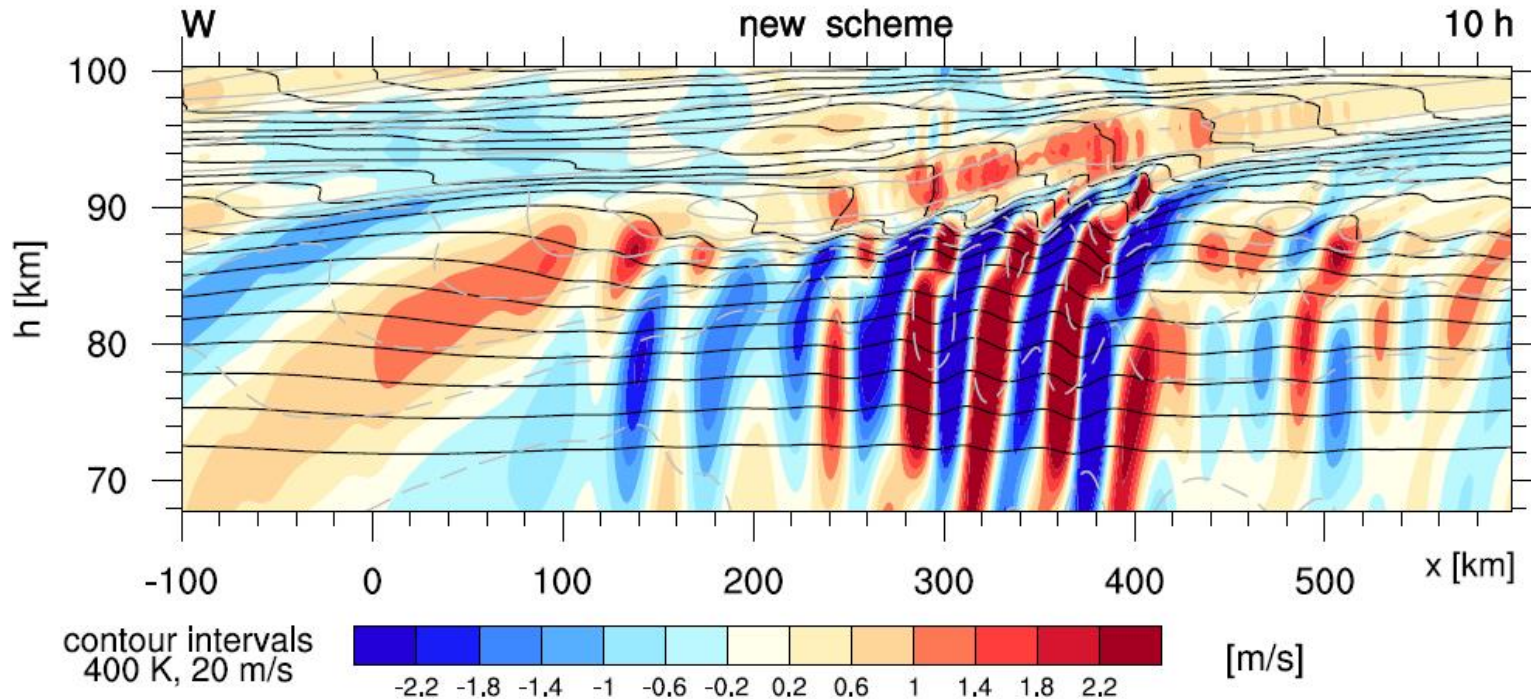 W new scheme 10 h
100
90
80
70
h [km]
-100 0 100 200 300 400 500 x [km]
contour intervals
400 K, 20 m/s
-2.2 -1.8 -1.4 -1 -0.6 -0.2 0.2 0.6 1 1.4 1.8 2.2
[m/s]